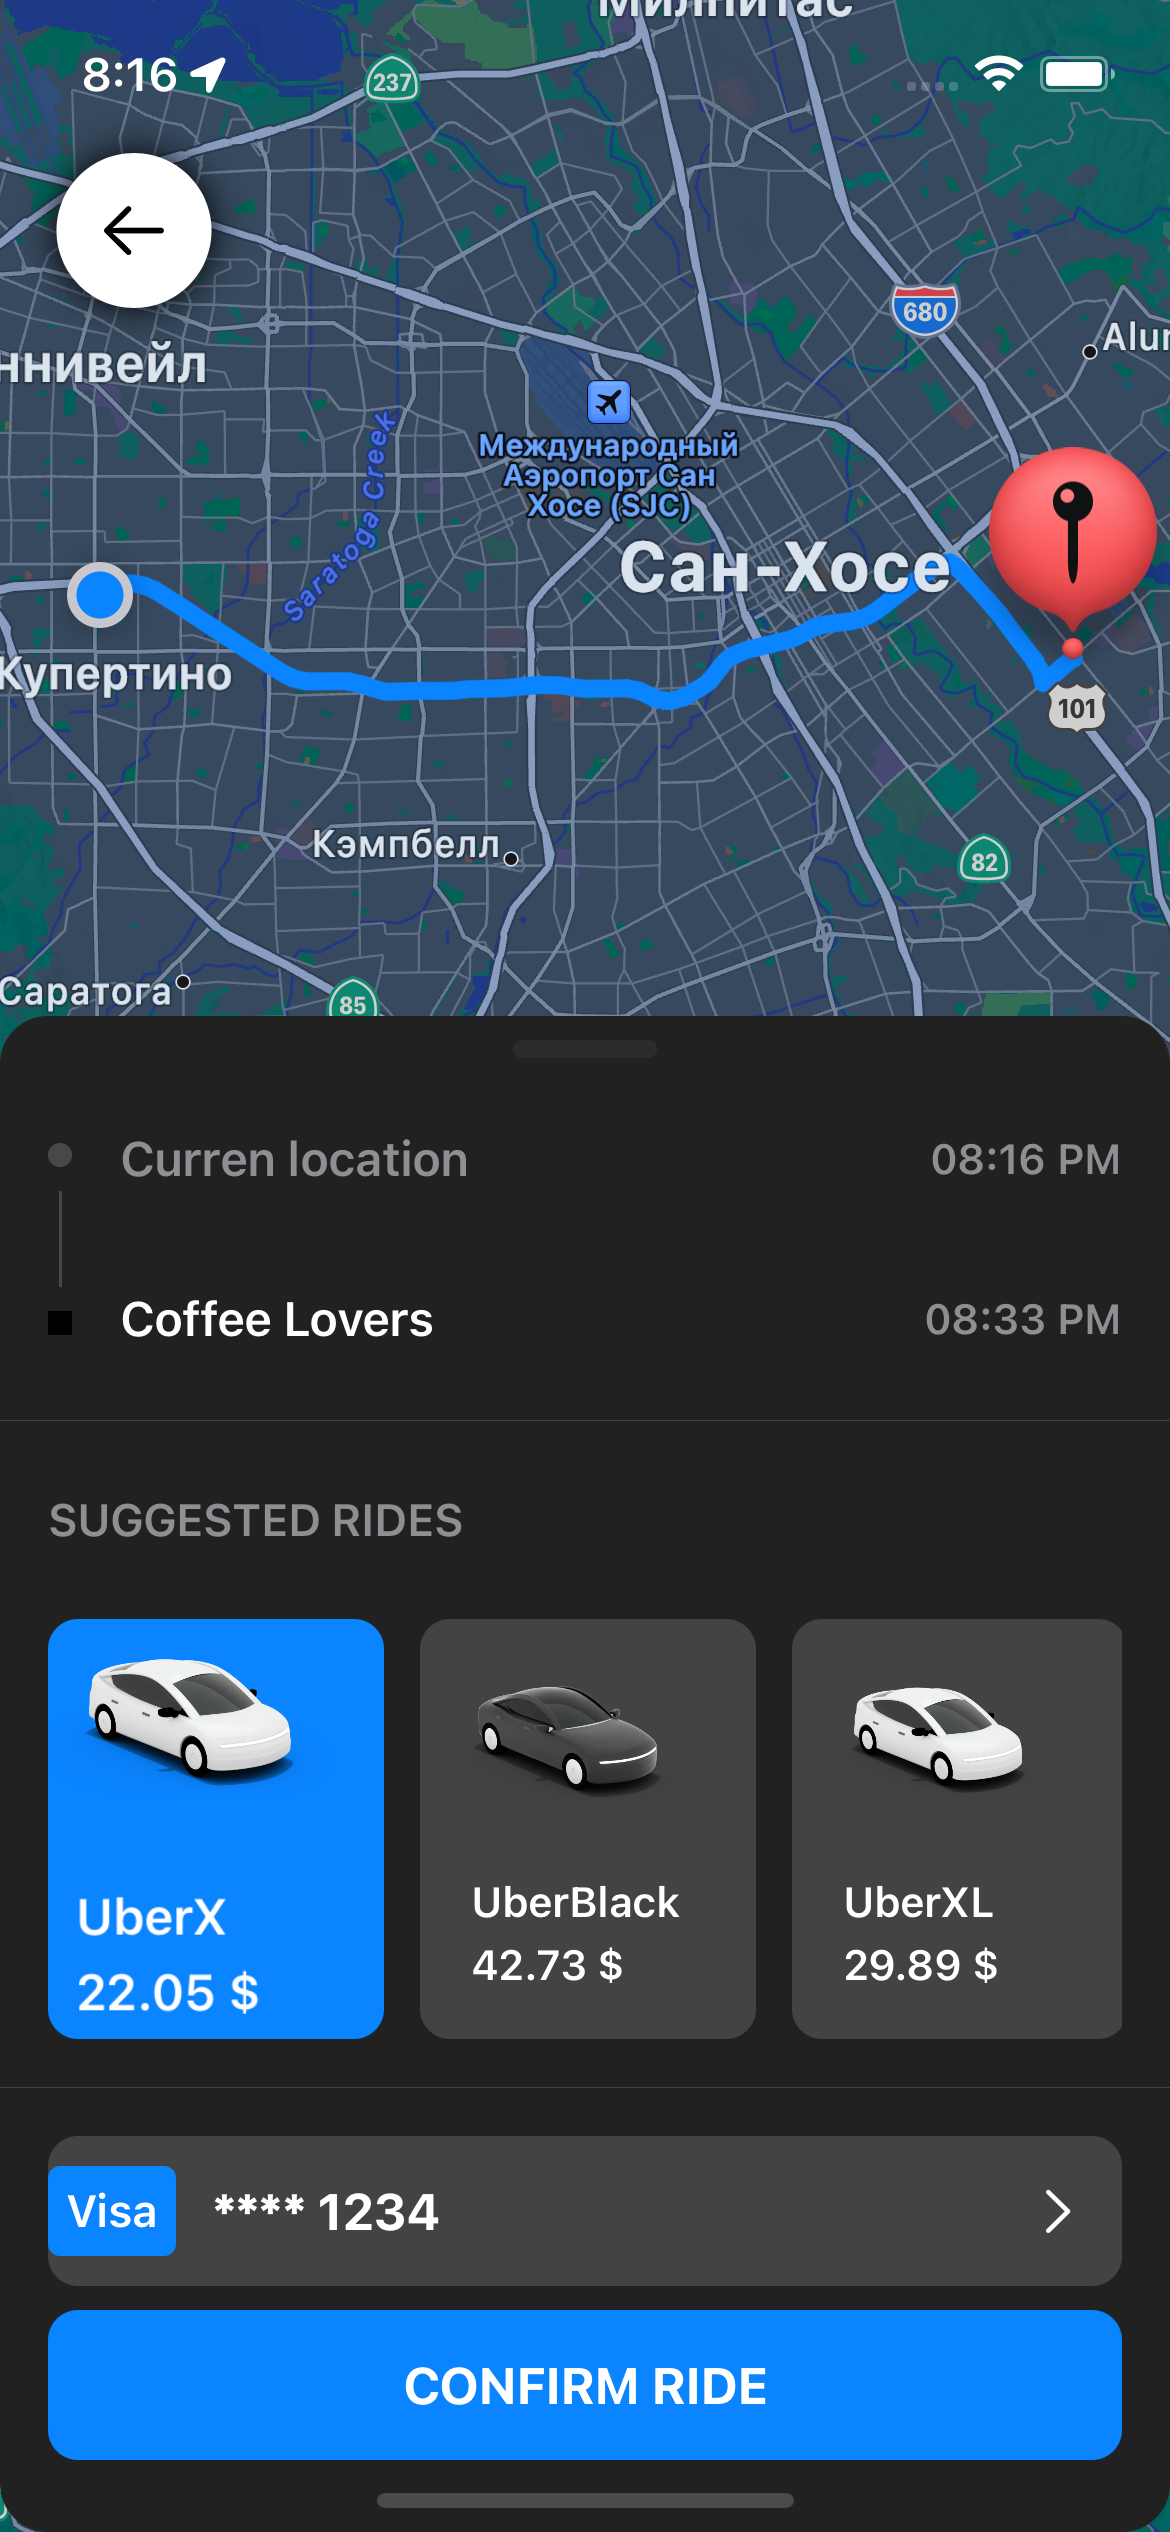 Милпитас
8:16
237
680
Alur
ннивейл
Международный
Аэропорт Сан
Хосе (SJC)
Saratoga Creek
Сан-Хосе
Купертино
101
Кэмпбелл
82
Саратога
85
Curren location
08:16 PM
Coffee Lovers
08:33 PM
SUGGESTED RIDES
UberX
22.05 $
UberBlack
42.73 $
UberXL
29.89 $
Visa
**** 1234
CONFIRM RIDE